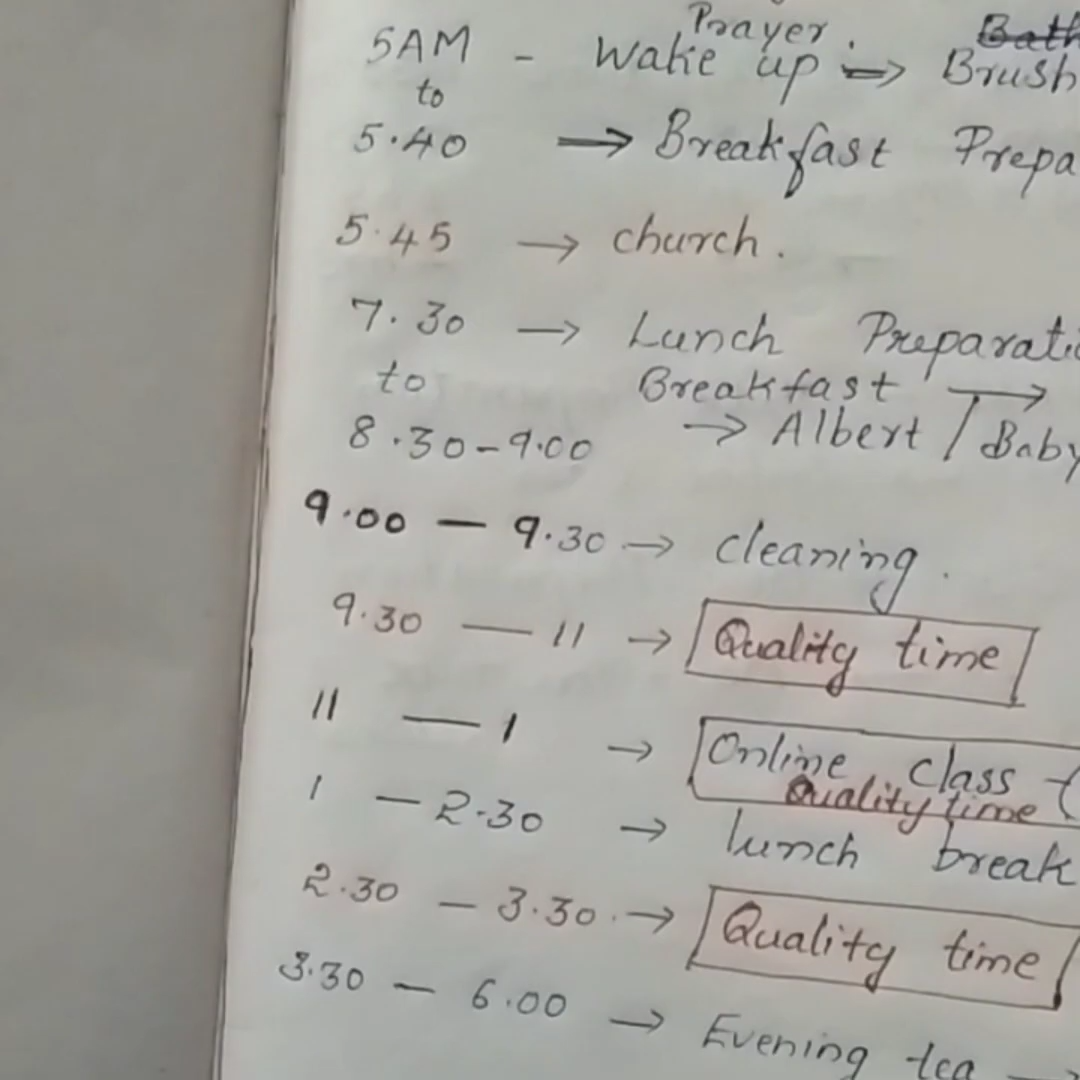 Prayer. Bath
5AM - Wake up => Brush
to
5.40 => Breakfast Prepa
5.45 → church.
7.30 → Lunch Preparati
to Breakfast →
8.30-9.00 → Albert / Baby
9.00 — 9.30 → cleaning.
9.30 — 11 → Quality time
11 — 1 → Online class (
Quality time
1 — 2.30 → lunch break
2.30 — 3.30. → Quality time
3.30 — 6.00 → Evening tea →